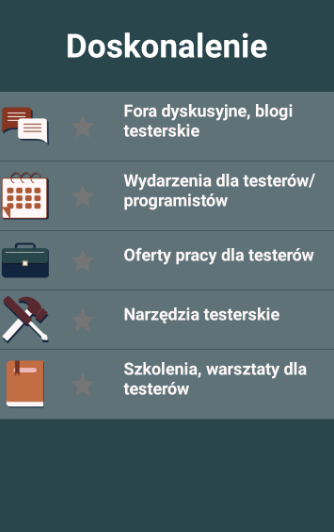 Doskonalenie
Fora dyskusyjne, blogi
testerskie
Wydarzenia dla testerów/
programistów
Oferty pracy dla testerów
Narzędzia testerskie
Szkolenia, warsztaty dla
testerów